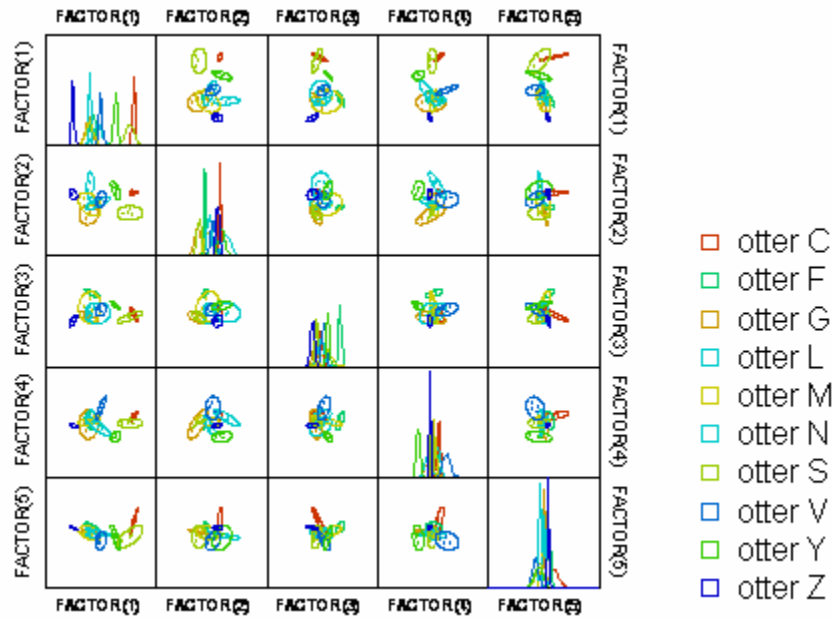 FACTOR(1) FACTOR(2) FACTOR(3) FACTOR(4) FACTOR(5)
FACTOR(1) FACTOR(1)
FACTOR(2) FACTOR(2)
FACTOR(3) FACTOR(3)
FACTOR(4) FACTOR(4)
FACTOR(5) FACTOR(5)
FACTOR(1) FACTOR(2) FACTOR(3) FACTOR(4) FACTOR(5)
otter C
otter F
otter G
otter L
otter M
otter N
otter S
otter V
otter Y
otter Z